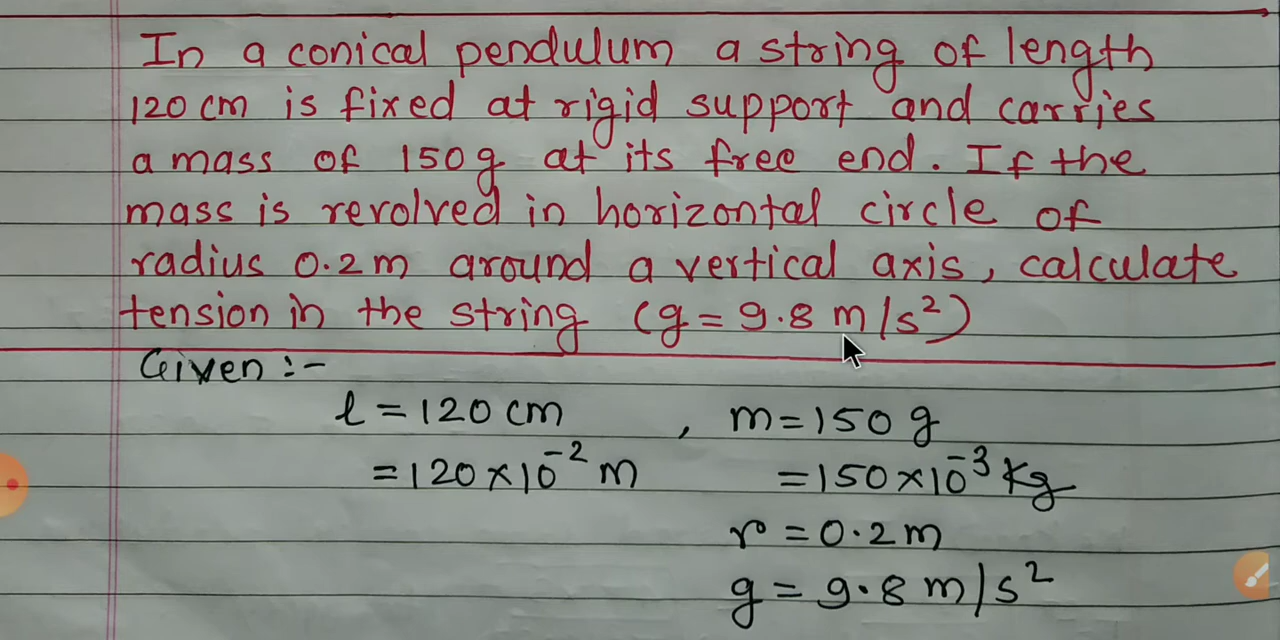 In a conical pendulum a string of length
120 cm is fixed at rigid support and carries
a mass of 150g at its free end. If the
mass is revolved in horizontal circle of
radius 0.2m around a vertical axis, calculate
tension in the string (g = 9.8 m/s²)
Given :-
l = 120 cm , m = 150 g
= 120 × 10⁻² m = 150 × 10⁻³ Kg
r = 0.2 m
g = 9.8 m/s²